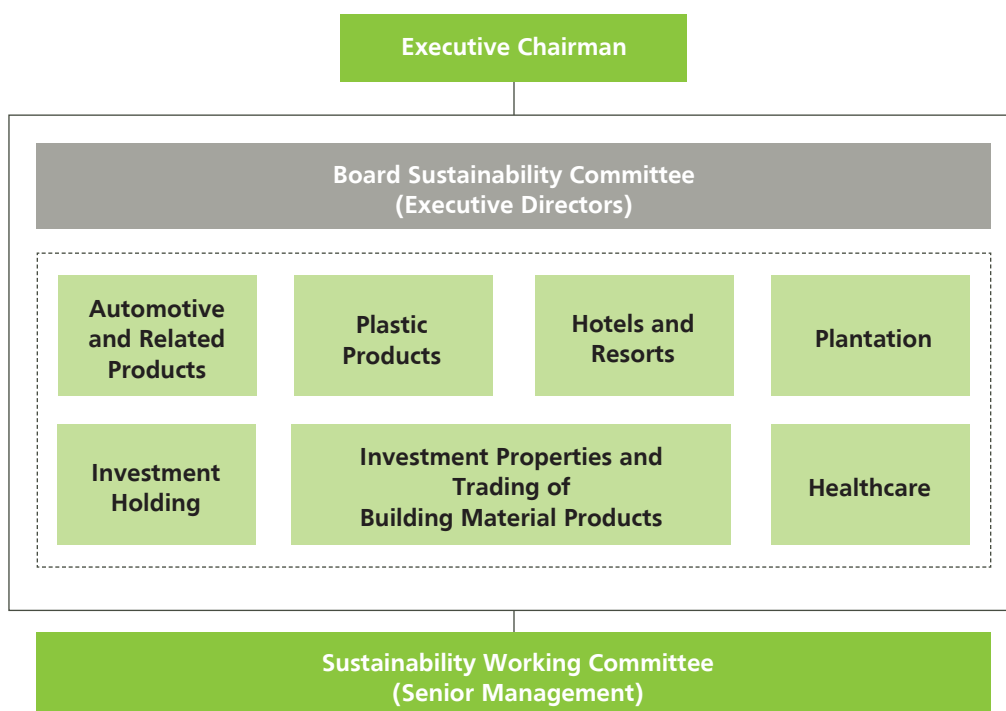 Executive Chairman
Board Sustainability Committee
(Executive Directors)
Automotive
and Related
Products
Plastic
Products
Hotels and
Resorts
Plantation
Investment
Holding
Investment Properties and
Trading of
Building Material Products
Healthcare
Sustainability Working Committee
(Senior Management)